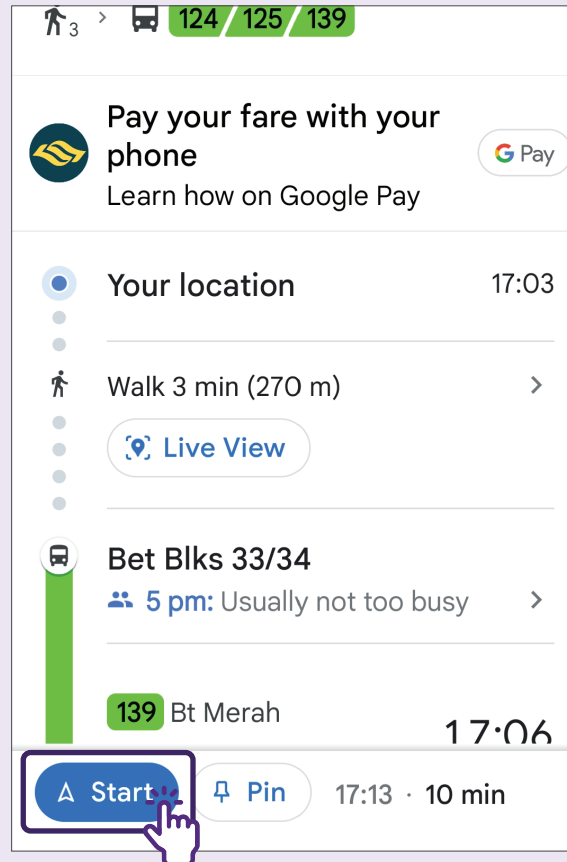 3 124 125 139
Pay your fare with your
phone
G Pay
Learn how on Google Pay
Your location 17:03
Walk 3 min (270 m)
Live View
Bet Blks 33/34
5 pm: Usually not too busy
139 Bt Merah
17:06
Start Pin 17:13 · 10 min